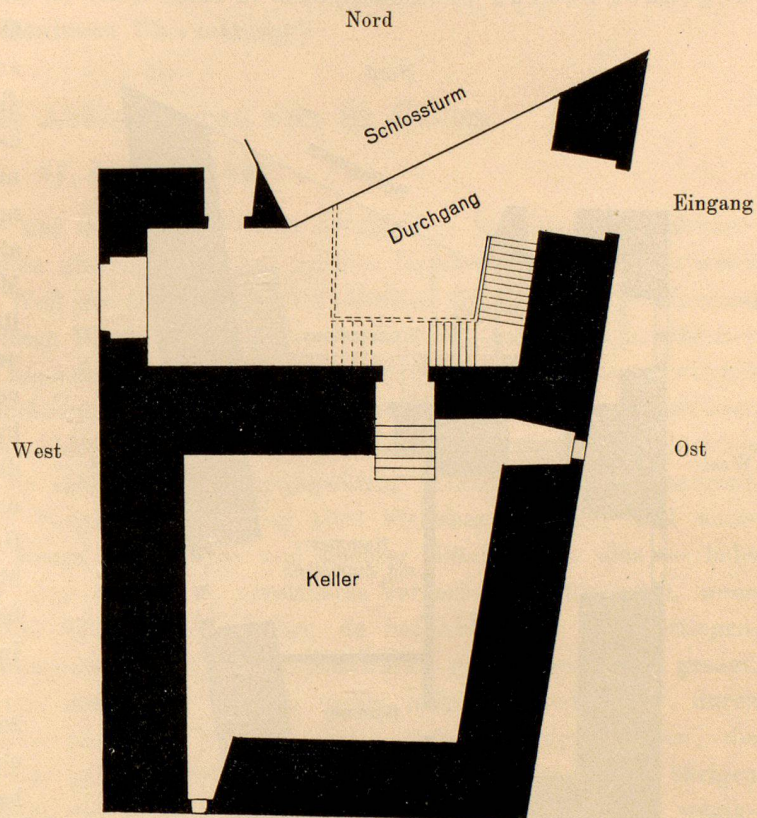 Nord
Schlossturm
Eingang
Durchgang
West
Ost
Keller